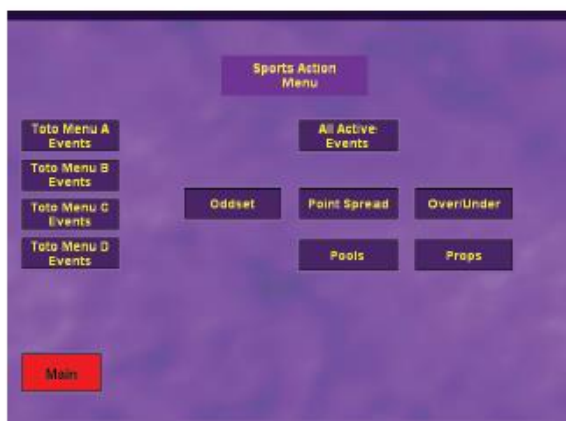 Sports Action
Menu
Toto Menu A
Events
All Active
Events
Toto Menu B
Events
Toto Menu C
Events
Oddset
Point Spread
Over/Under
Toto Menu D
Events
Pools
Props
Main